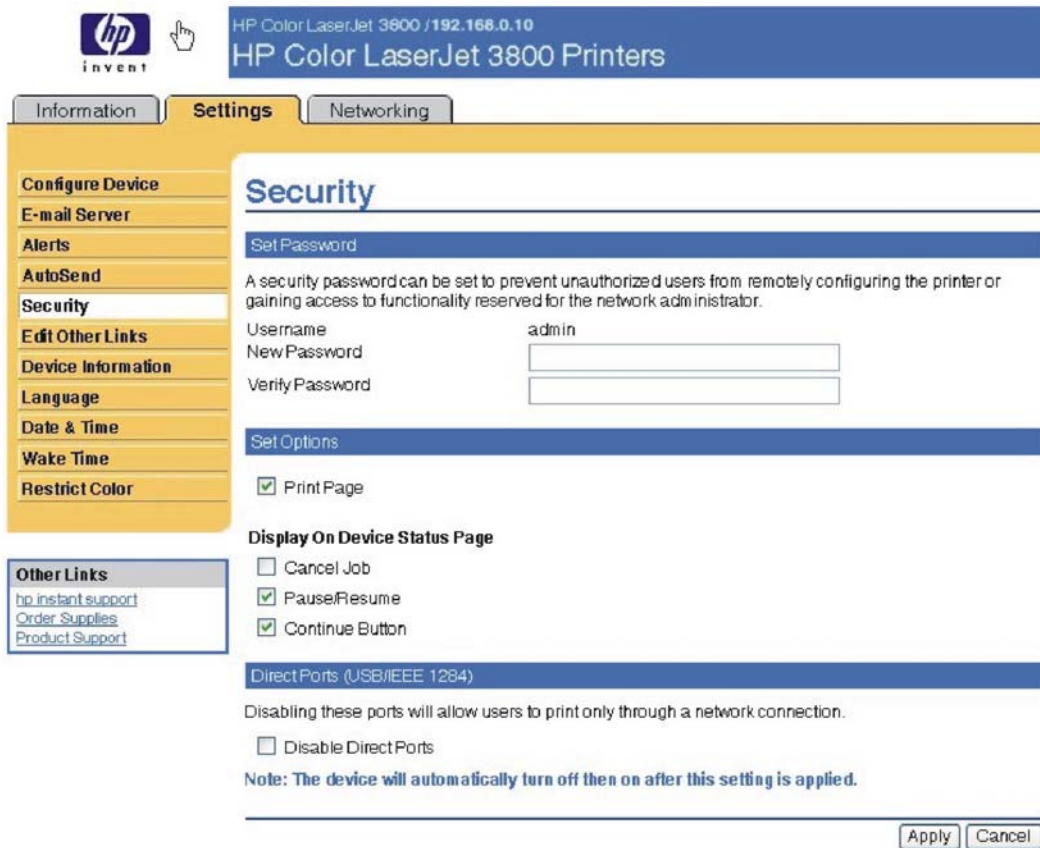 hp
invent
HP Color LaserJet 3800 / 192.168.0.10
HP Color LaserJet 3800 Printers
Information
Settings
Networking
Configure Device
E-mail Server
Alerts
AutoSend
Security
Edit Other Links
Device Information
Language
Date & Time
Wake Time
Restrict Color
Other Links
hp instant support
Order Supplies
Product Support
Security
Set Password
A security password can be set to prevent unauthorized users from remotely configuring the printer or
gaining access to functionality reserved for the network administrator.
Username admin
New Password
Verify Password
Set Options
Print Page
Display On Device Status Page
Cancel Job
Pause/Resume
Continue Button
Direct Ports (USB/IEEE 1284)
Disabling these ports will allow users to print only through a network connection.
Disable Direct Ports
Note: The device will automatically turn off then on after this setting is applied.
Apply Cancel